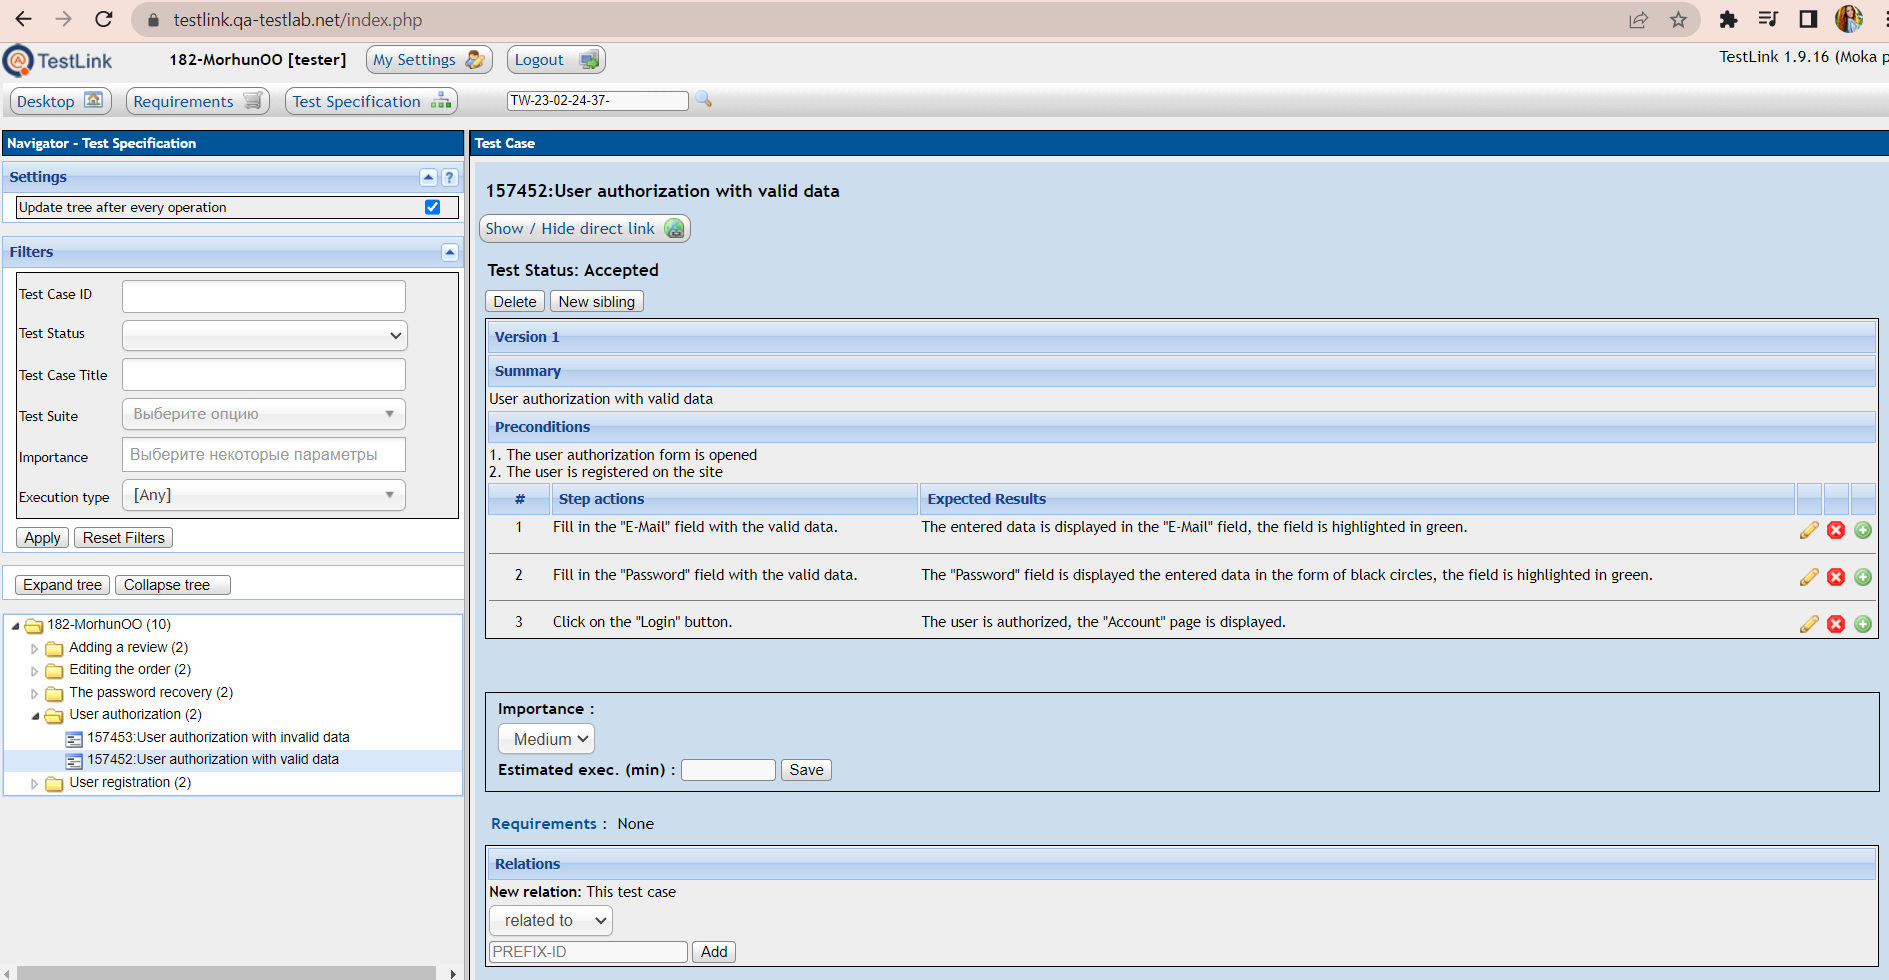 testlink.qa-testlab.net/index.php
TestLink
182-MorhunOO [tester]
My Settings
Logout
TestLink 1.9.16 (Moka p
Desktop
Requirements
Test Specification
TW-23-02-24-37-
Navigator - Test Specification
Settings
?
Update tree after every operation
Filters
Test Case ID
Test Status
Test Case Title
Test Suite
Выберите опцию
Importance
Выберите некоторые параметры
Execution type
[Any]
Apply
Reset Filters
Expand tree
Collapse tree
182-MorhunOO (10)
Adding a review (2)
Editing the order (2)
The password recovery (2)
User authorization (2)
157453:User authorization with invalid data
157452:User authorization with valid data
User registration (2)
Test Case
157452:User authorization with valid data
Show / Hide direct link
Test Status: Accepted
Delete
New sibling
Version 1
Summary
User authorization with valid data
Preconditions
1. The user authorization form is opened
2. The user is registered on the site
# Step actions Expected Results
1 Fill in the "E-Mail" field with the valid data. The entered data is displayed in the "E-Mail" field, the field is highlighted in green.
2 Fill in the "Password" field with the valid data. The "Password" field is displayed the entered data in the form of black circles, the field is highlighted in green.
3 Click on the "Login" button. The user is authorized, the "Account" page is displayed.
Importance :
Medium
Estimated exec. (min) :
Save
Requirements : None
Relations
New relation: This test case
related to
PREFIX-ID
Add